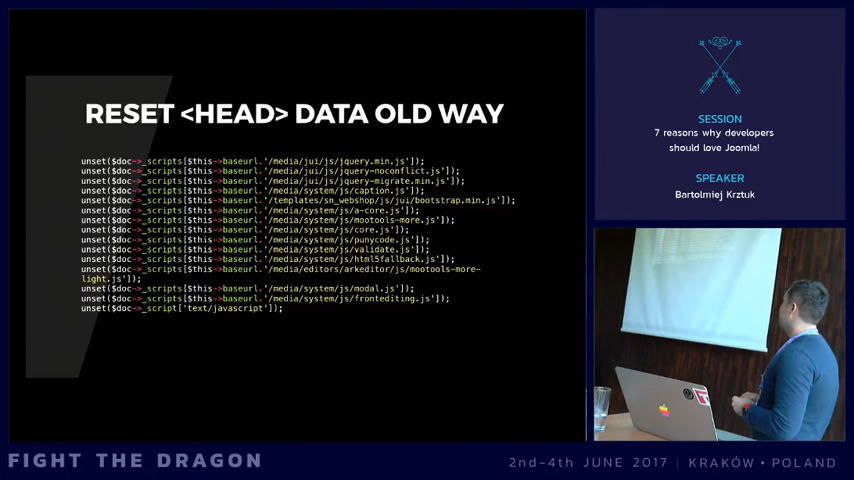 RESET <HEAD> DATA OLD WAY
unset($doc->_scripts[$this->baseurl.'/media/jui/js/jquery.min.js']);
unset($doc->_scripts[$this->baseurl.'/media/jui/js/jquery-noconflict.js']);
unset($doc->_scripts[$this->baseurl.'/media/jui/js/jquery-migrate.min.js']);
unset($doc->_scripts[$this->baseurl.'/media/system/js/caption.js']);
unset($doc->_scripts[$this->baseurl.'/templates/sn_webshop/js/jui/bootstrap.min.js']);
unset($doc->_scripts[$this->baseurl.'/media/system/js/a-core.js']);
unset($doc->_scripts[$this->baseurl.'/media/system/js/mootools-more.js']);
unset($doc->_scripts[$this->baseurl.'/media/system/js/core.js']);
unset($doc->_scripts[$this->baseurl.'/media/system/js/punycode.js']);
unset($doc->_scripts[$this->baseurl.'/media/system/js/validate.js']);
unset($doc->_scripts[$this->baseurl.'/media/system/js/html5fallback.js']);
unset($doc->_scripts[$this->baseurl.'/media/editors/arkeditor/js/mootools-more-
light.js']);
unset($doc->_scripts[$this->baseurl.'/media/system/js/modal.js']);
unset($doc->_scripts[$this->baseurl.'/media/system/js/frontediting.js']);
unset($doc->_script['text/javascript']);
SESSION
7 reasons why developers
should love Joomla!
SPEAKER
Bartolmiej Krztuk
FIGHT THE DRAGON
2nd-4th JUNE 2017 | KRAKÓW • POLAND